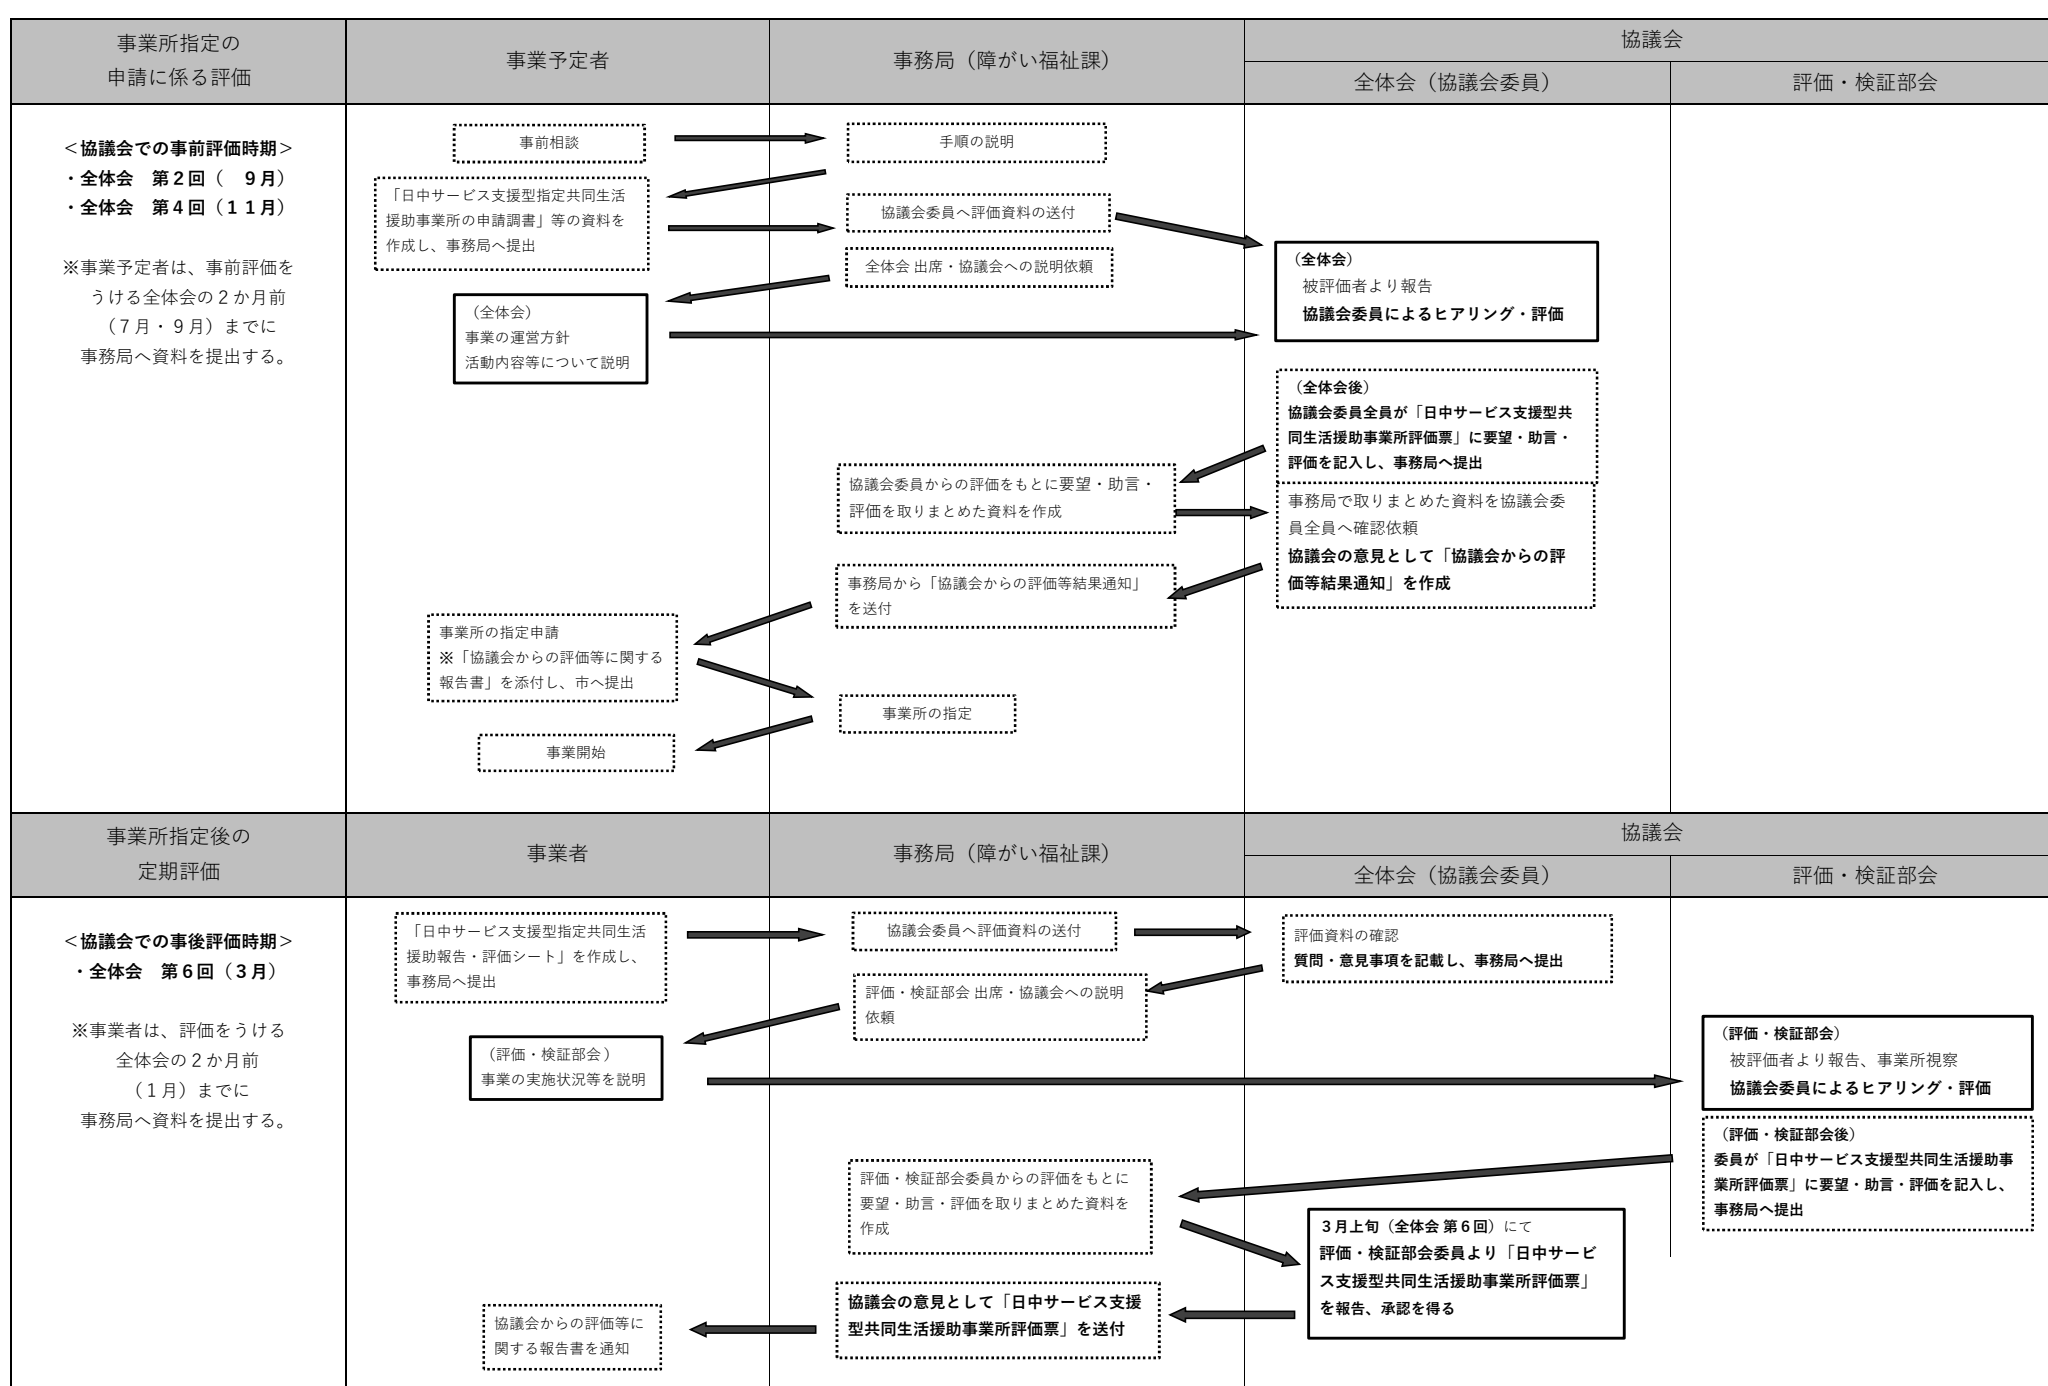 事業所指定の
申請に係る評価
事業予定者
事務局（障がい福祉課）
協議会
全体会（協議会委員）
評価・検証部会
＜協議会での事前評価時期＞
・全体会　第２回（　９月）
・全体会　第４回（１１月）
※事業予定者は、事前評価を
うける全体会の２か月前
（７月・９月）までに
事務局へ資料を提出する。
事前相談
手順の説明
「日中サービス支援型指定共同生活
援助事業所の申請調書」等の資料を
作成し、事務局へ提出
協議会委員へ評価資料の送付
全体会 出席・協議会への説明依頼
（全体会）
事業の運営方針
活動内容等について説明
（全体会）
被評価者より報告
協議会委員によるヒアリング・評価
（全体会後）
協議会委員全員が「日中サービス支援型共
同生活援助事業所評価票」に要望・助言・
評価を記入し、事務局へ提出
協議会委員からの評価をもとに要望・助言・
評価を取りまとめた資料を作成
事務局で取りまとめた資料を協議会委
員全員へ確認依頼
協議会の意見として「協議会からの評
価等結果通知」を作成
事務局から「協議会からの評価等結果通知」
を送付
事業所の指定申請
※「協議会からの評価等に関する
報告書」を添付し、市へ提出
事業所の指定
事業開始
事業所指定後の
定期評価
事業者
事務局（障がい福祉課）
協議会
全体会（協議会委員）
評価・検証部会
＜協議会での事後評価時期＞
・全体会　第６回（３月）
※事業者は、評価をうける
全体会の２か月前
（１月）までに
事務局へ資料を提出する。
「日中サービス支援型指定共同生活
援助報告・評価シート」を作成し、
事務局へ提出
協議会委員へ評価資料の送付
評価資料の確認
質問・意見事項を記載し、事務局へ提出
評価・検証部会 出席・協議会への説明
依頼
（評価・検証部会）
事業の実施状況等を説明
（評価・検証部会）
被評価者より報告、事業所視察
協議会委員によるヒアリング・評価
（評価・検証部会後）
委員が「日中サービス支援型共同生活援助事
業所評価票」に要望・助言・評価を記入し、
事務局へ提出
評価・検証部会委員からの評価をもとに
要望・助言・評価を取りまとめた資料を
作成
３月上旬（全体会 第６回）にて
評価・検証部会委員より「日中サービ
ス支援型共同生活援助事業所評価票」
を報告、承認を得る
協議会の意見として「日中サービス支援
型共同生活援助事業所評価票」を送付
協議会からの評価等に
関する報告書を通知